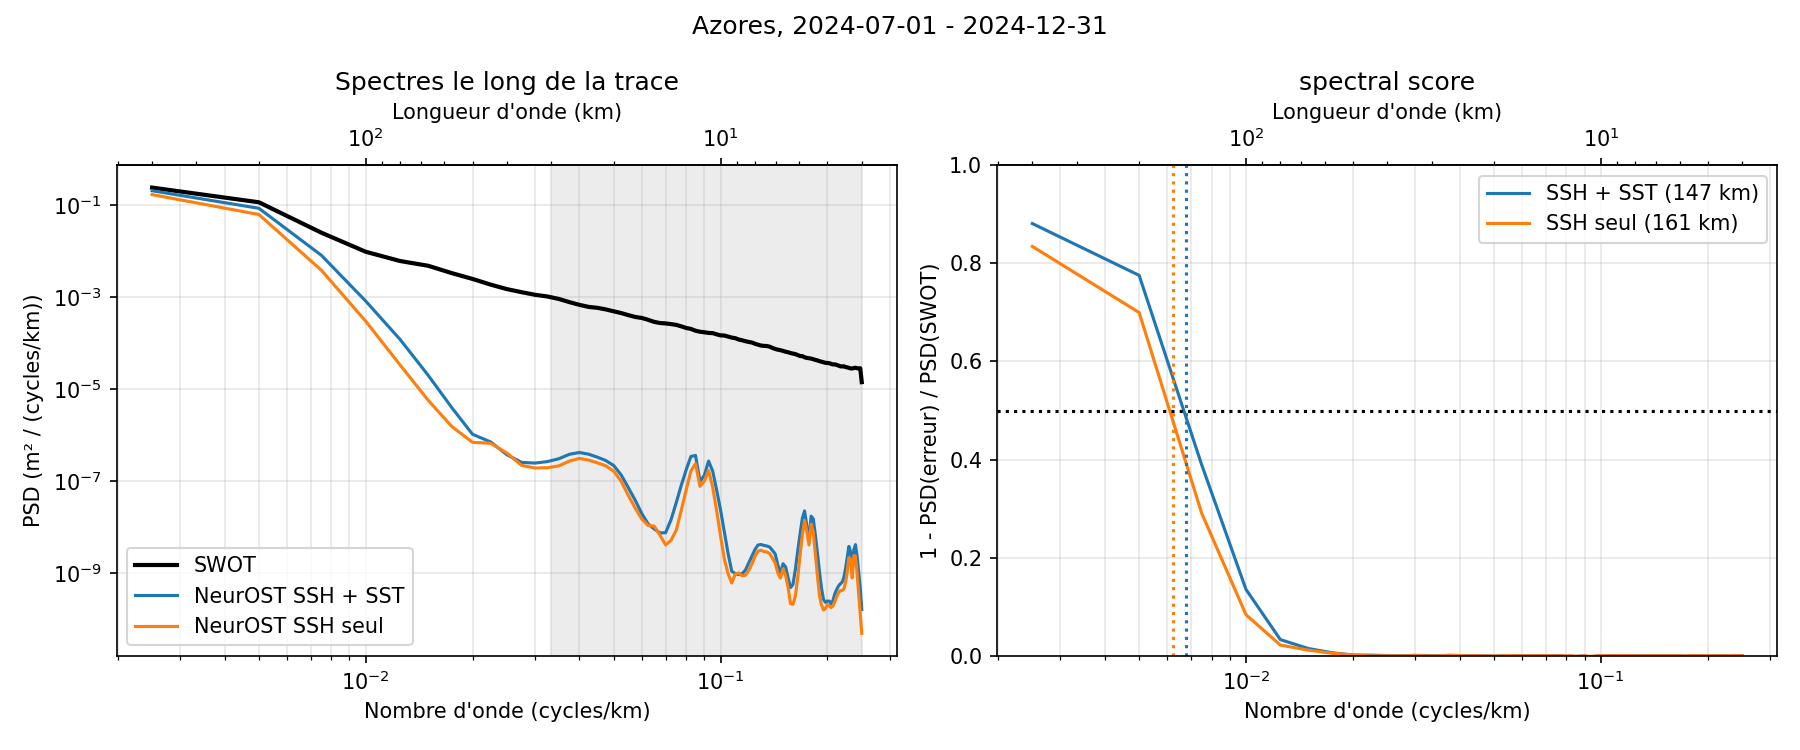 Azores, 2024-07-01 - 2024-12-31
Spectres le long de la trace
Longueur d'onde (km)
10² 10¹
PSD (m² / (cycles/km))
10⁻¹
10⁻³
10⁻⁵
10⁻⁷
10⁻⁹
SWOT
NeurOST SSH + SST
NeurOST SSH seul
10⁻² 10⁻¹
Nombre d'onde (cycles/km)
spectral score
Longueur d'onde (km)
10² 10¹
1 - PSD(erreur) / PSD(SWOT)
1.0
0.8
0.6
0.4
0.2
0.0
SSH + SST (147 km)
SSH seul (161 km)
10⁻² 10⁻¹
Nombre d'onde (cycles/km)